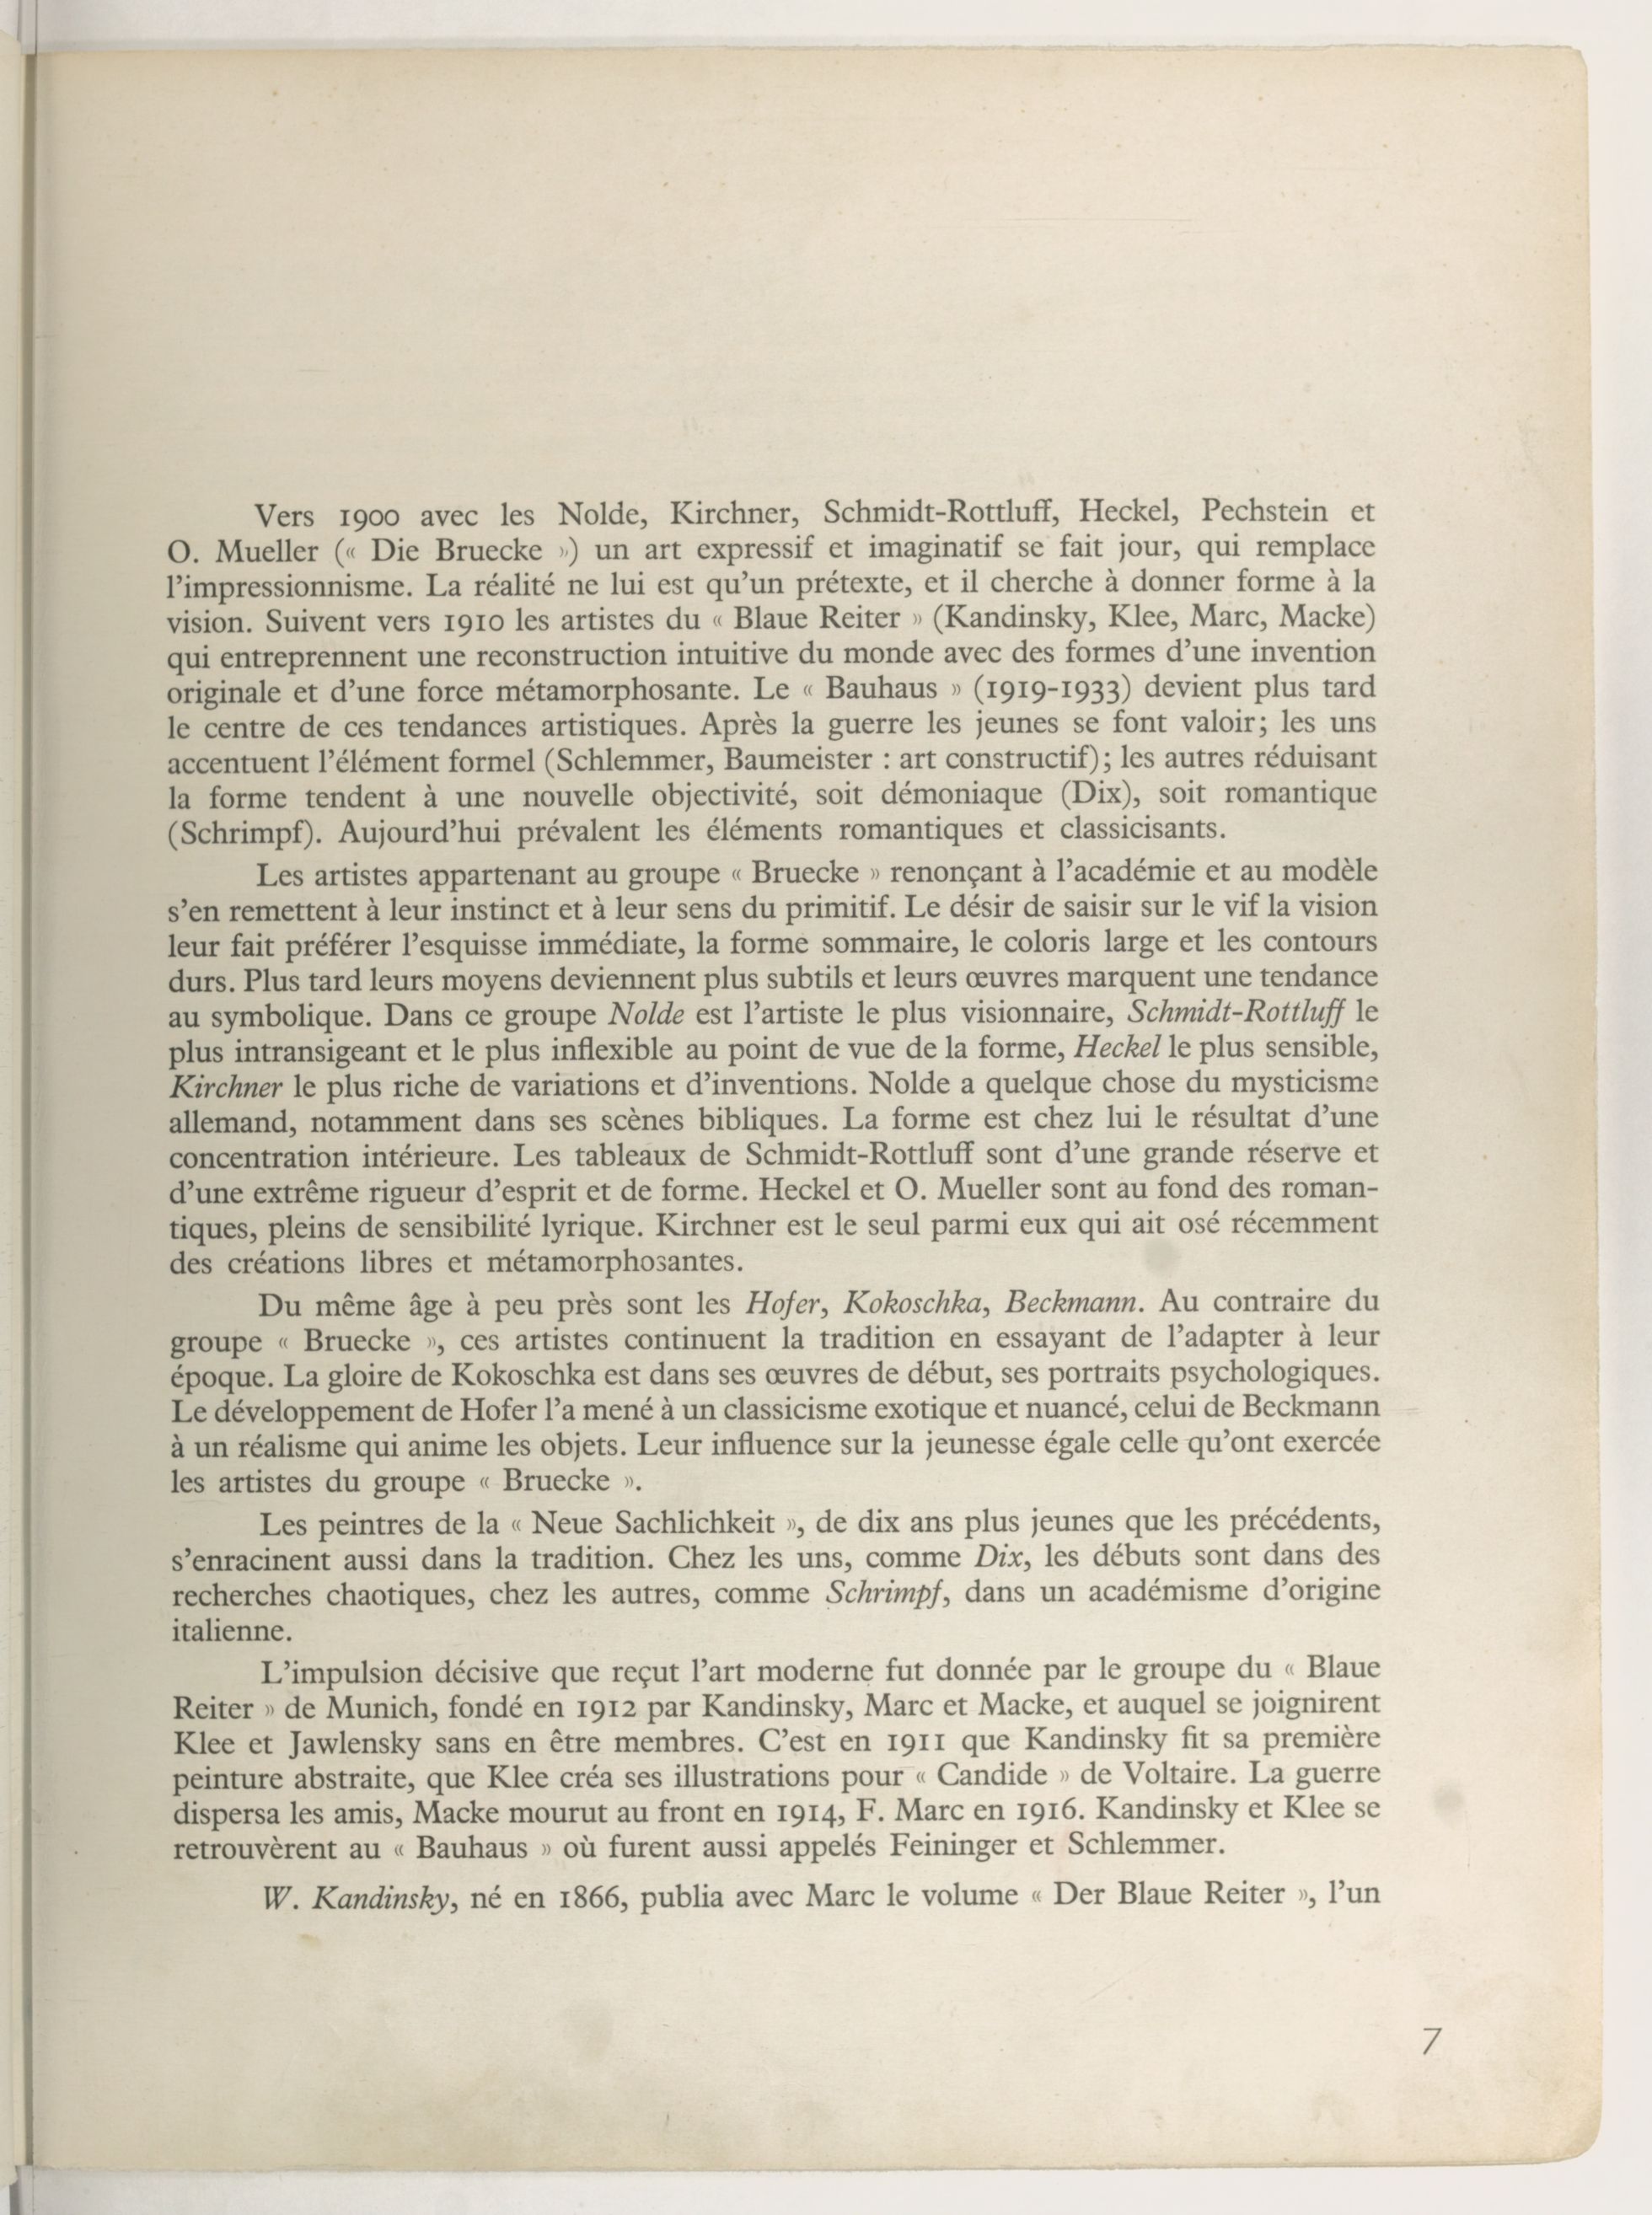 Vers 1900 avec les Nolde, Kirchner, Schmidt-Rottluff, Heckel, Pechstein et
O. Mueller (« Die Bruecke ») un art expressif et imaginatif se fait jour, qui remplace
l'impressionnisme. La réalité ne lui est qu'un prétexte, et il cherche à donner forme à la
vision. Suivent vers 1910 les artistes du « Blaue Reiter » (Kandinsky, Klee, Marc, Macke)
qui entreprennent une reconstruction intuitive du monde avec des formes d'une invention
originale et d'une force métamorphosante. Le « Bauhaus » (1919-1933) devient plus tard
le centre de ces tendances artistiques. Après la guerre les jeunes se font valoir; les uns
accentuent l'élément formel (Schlemmer, Baumeister : art constructif); les autres réduisant
la forme tendent à une nouvelle objectivité, soit démoniaque (Dix), soit romantique
(Schrimpf). Aujourd'hui prévalent les éléments romantiques et classicisants.
Les artistes appartenant au groupe « Bruecke » renonçant à l'académie et au modèle
s'en remettent à leur instinct et à leur sens du primitif. Le désir de saisir sur le vif la vision
leur fait préférer l'esquisse immédiate, la forme sommaire, le coloris large et les contours
durs. Plus tard leurs moyens deviennent plus subtils et leurs œuvres marquent une tendance
au symbolique. Dans ce groupe Nolde est l'artiste le plus visionnaire, Schmidt-Rottluff le
plus intransigeant et le plus inflexible au point de vue de la forme, Heckel le plus sensible,
Kirchner le plus riche de variations et d'inventions. Nolde a quelque chose du mysticisme
allemand, notamment dans ses scènes bibliques. La forme est chez lui le résultat d'une
concentration intérieure. Les tableaux de Schmidt-Rottluff sont d'une grande réserve et
d'une extrême rigueur d'esprit et de forme. Heckel et O. Mueller sont au fond des roman-
tiques, pleins de sensibilité lyrique. Kirchner est le seul parmi eux qui ait osé récemment
des créations libres et métamorphosantes.
Du même âge à peu près sont les Hofer, Kokoschka, Beckmann. Au contraire du
groupe « Bruecke », ces artistes continuent la tradition en essayant de l'adapter à leur
époque. La gloire de Kokoschka est dans ses œuvres de début, ses portraits psychologiques.
Le développement de Hofer l'a mené à un classicisme exotique et nuancé, celui de Beckmann
à un réalisme qui anime les objets. Leur influence sur la jeunesse égale celle qu'ont exercée
les artistes du groupe « Bruecke ».
Les peintres de la « Neue Sachlichkeit », de dix ans plus jeunes que les précédents,
s'enracinent aussi dans la tradition. Chez les uns, comme Dix, les débuts sont dans des
recherches chaotiques, chez les autres, comme Schrimpf, dans un académisme d'origine
italienne.
L'impulsion décisive que reçut l'art moderne fut donnée par le groupe du « Blaue
Reiter » de Munich, fondé en 1912 par Kandinsky, Marc et Macke, et auquel se joignirent
Klee et Jawlensky sans en être membres. C'est en 1911 que Kandinsky fit sa première
peinture abstraite, que Klee créa ses illustrations pour « Candide » de Voltaire. La guerre
dispersa les amis, Macke mourut au front en 1914, F. Marc en 1916. Kandinsky et Klee se
retrouvèrent au « Bauhaus » où furent aussi appelés Feininger et Schlemmer.
W. Kandinsky, né en 1866, publia avec Marc le volume « Der Blaue Reiter », l'un
7